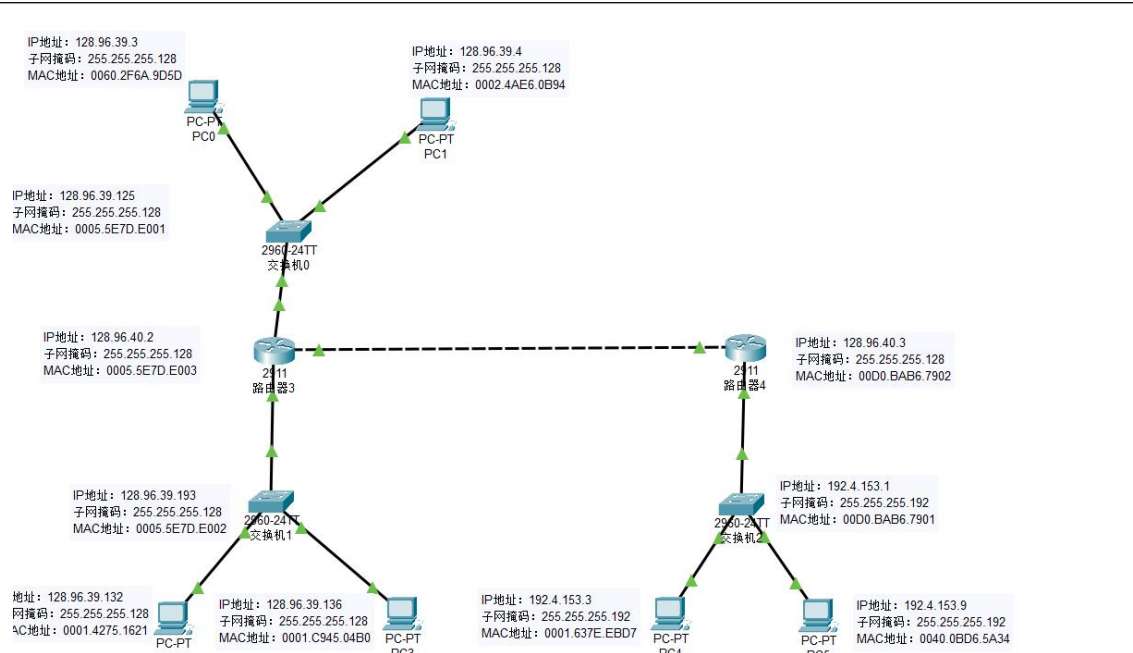 IP地址：128.96.39.3
子网掩码：255.255.255.128
MAC地址：0060.2F6A.9D5D
PC-PT
PC0
IP地址：128.96.39.4
子网掩码：255.255.255.128
MAC地址：0002.4AE6.0B94
PC-PT
PC1
IP地址：128.96.39.125
子网掩码：255.255.255.128
MAC地址：0005.5E7D.E001
2960-24TT
交换机0
IP地址：128.96.40.2
子网掩码：255.255.255.128
MAC地址：0005.5E7D.E003
2911
路由器3
2911
路由器4
IP地址：128.96.40.3
子网掩码：255.255.255.128
MAC地址：00D0.BAB6.7902
IP地址：128.96.39.193
子网掩码：255.255.255.128
MAC地址：0005.5E7D.E002
2960-24TT
交换机1
2960-24TT
交换机2
IP地址：192.4.153.1
子网掩码：255.255.255.192
MAC地址：00D0.BAB6.7901
地址：128.96.39.132
网掩码：255.255.255.128
AC地址：0001.4275.1621
PC-PT
IP地址：128.96.39.136
子网掩码：255.255.255.128
MAC地址：0001.C945.04B0
PC-PT
PC3
IP地址：192.4.153.3
子网掩码：255.255.255.192
MAC地址：0001.637E.EBD7
PC-PT
PC4
PC-PT
PC5
IP地址：192.4.153.9
子网掩码：255.255.255.192
MAC地址：0040.0BD6.5A34